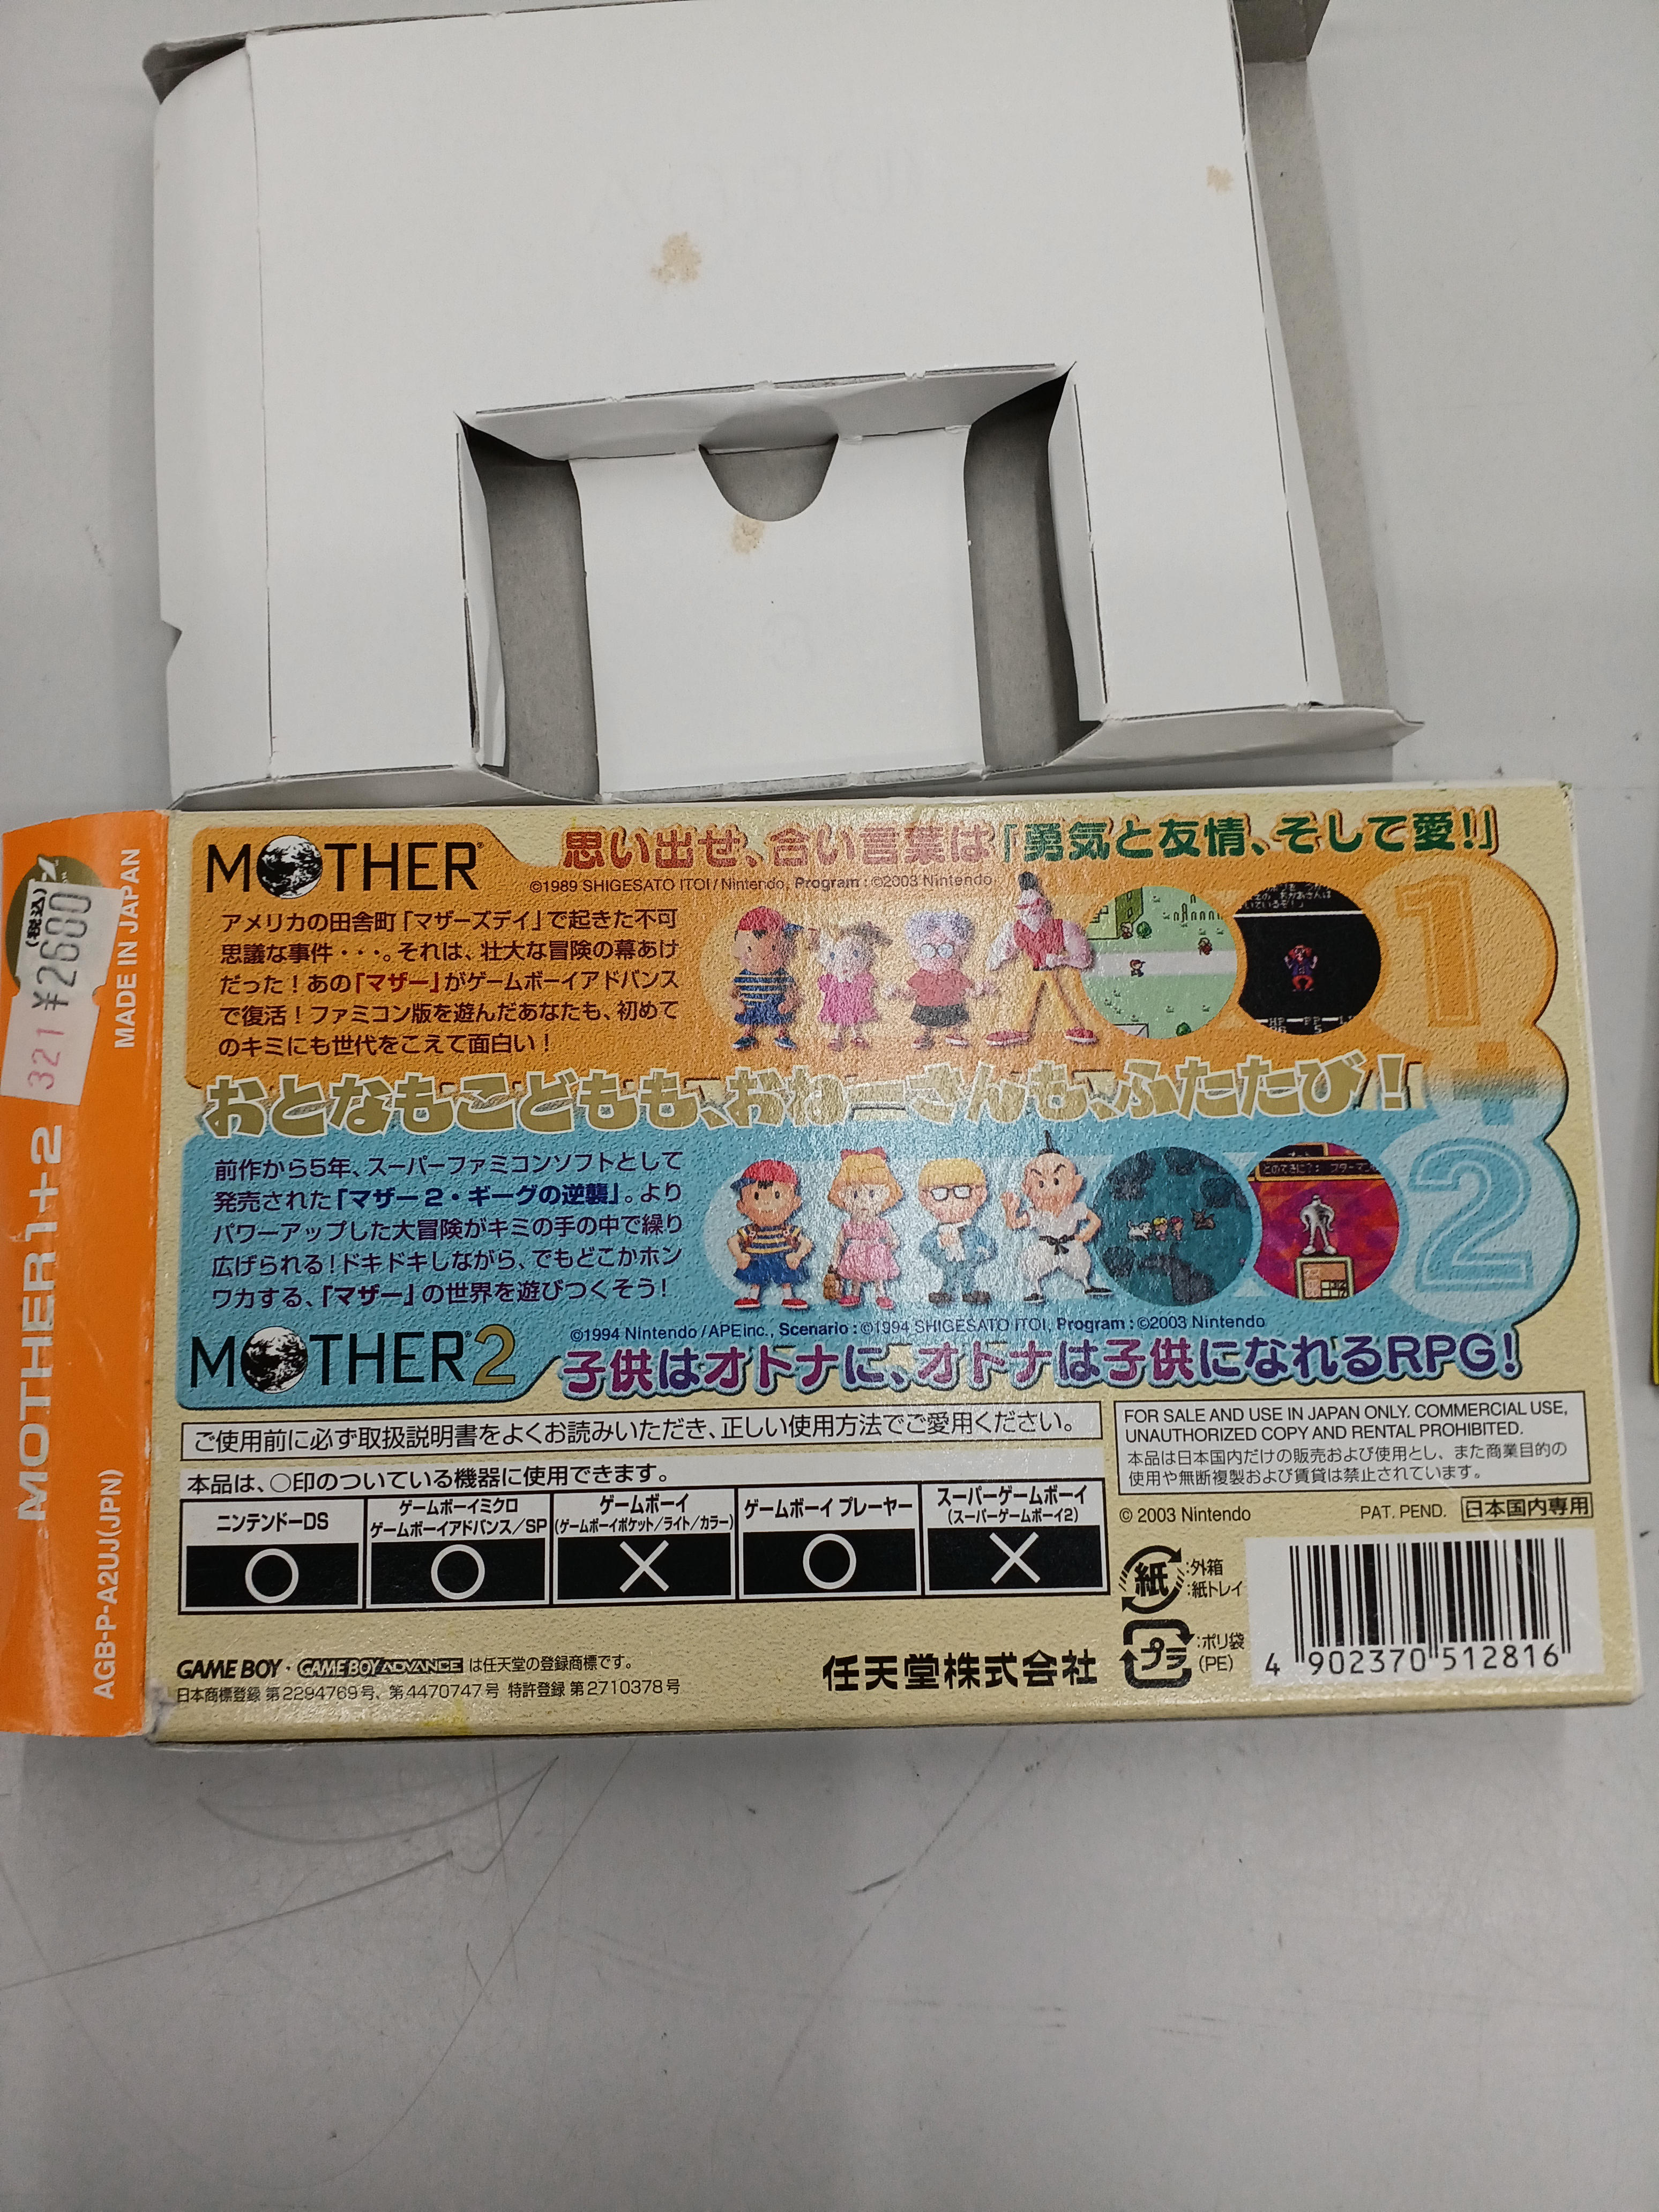 MOTHER
思い出せ、合い言葉は「勇気と友情、そして愛!」
©1989 SHIGESATO ITOI/Nintendo, Program:©2003 Nintendo
アメリカの田舎町「マザーズデイ」で起きた不可
思議な事件・・・。それは、壮大な冒険の幕あけ
だった!あの「マザー」がゲームボーイアドバンス
で復活!ファミコン版を遊んだあなたも、初めて
のキミにも世代をこえて面白い!
1
+
2
おとなもこどもも、おねーさんも、ふたたび!
前作から5年、スーパーファミコンソフトとして
発売された「マザー2・ギーグの逆襲」。より
パワーアップした大冒険がキミの手の中で繰り
広げられる!ドキドキしながら、でもどこかホン
ワカする、「マザー」の世界を遊びつくそう!
©1994 Nintendo/APEinc., Scenario:©1994 SHIGESATO ITOI, Program:©2003 Nintendo
MOTHER2
子供はオトナに、オトナは子供になれるRPG!
ご使用前に必ず取扱説明書をよくお読みいただき、正しい使用方法でご愛用ください。
本品は、○印のついている機器に使用できます。
ニンテンドーDS
ゲームボーイミクロ
ゲームボーイアドバンス/SP
ゲームボーイ
(ゲームボーイポケット/ライト/カラー)
ゲームボーイ プレーヤー
スーパーゲームボーイ
(スーパーゲームボーイ2)
○ ○ × ○ ×
FOR SALE AND USE IN JAPAN ONLY. COMMERCIAL USE,
UNAUTHORIZED COPY AND RENTAL PROHIBITED.
本品は日本国内だけの販売および使用とし、また商業目的の
使用や無断複製および賃貸は禁止されています。
© 2003 Nintendo PAT. PEND. 日本国内専用
紙
:外箱
:紙トレイ
プラ
:ポリ袋
(PE)
4 902370 512816
GAME BOY・GAME BOY ADVANCE は任天堂の登録商標です。
日本商標登録 第2294769号、第4470747号 特許登録 第2710378号
任天堂株式会社
MOTHER1+2
MADE IN JAPAN
AGB-P-A2UJ(JPN)
(税込)
¥2680
321